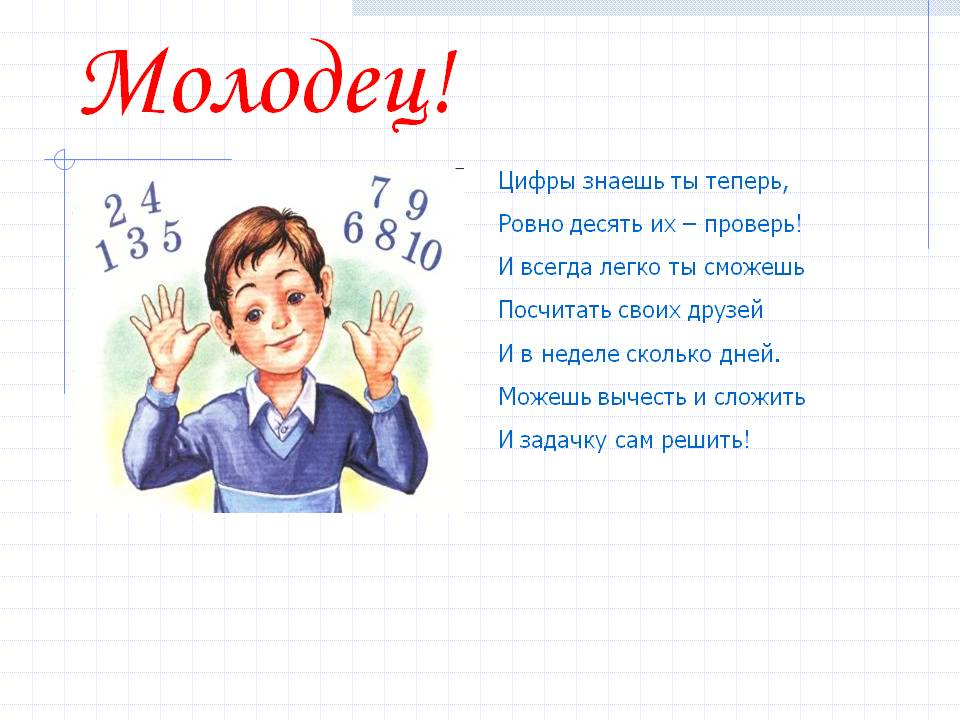 Молодец!
2 4
1 3 5
7 9
6 8 10
Цифры знаешь ты теперь,
Ровно десять их – проверь!
И всегда легко ты сможешь
Посчитать своих друзей
И в неделе сколько дней.
Можешь вычесть и сложить
И задачку сам решить!